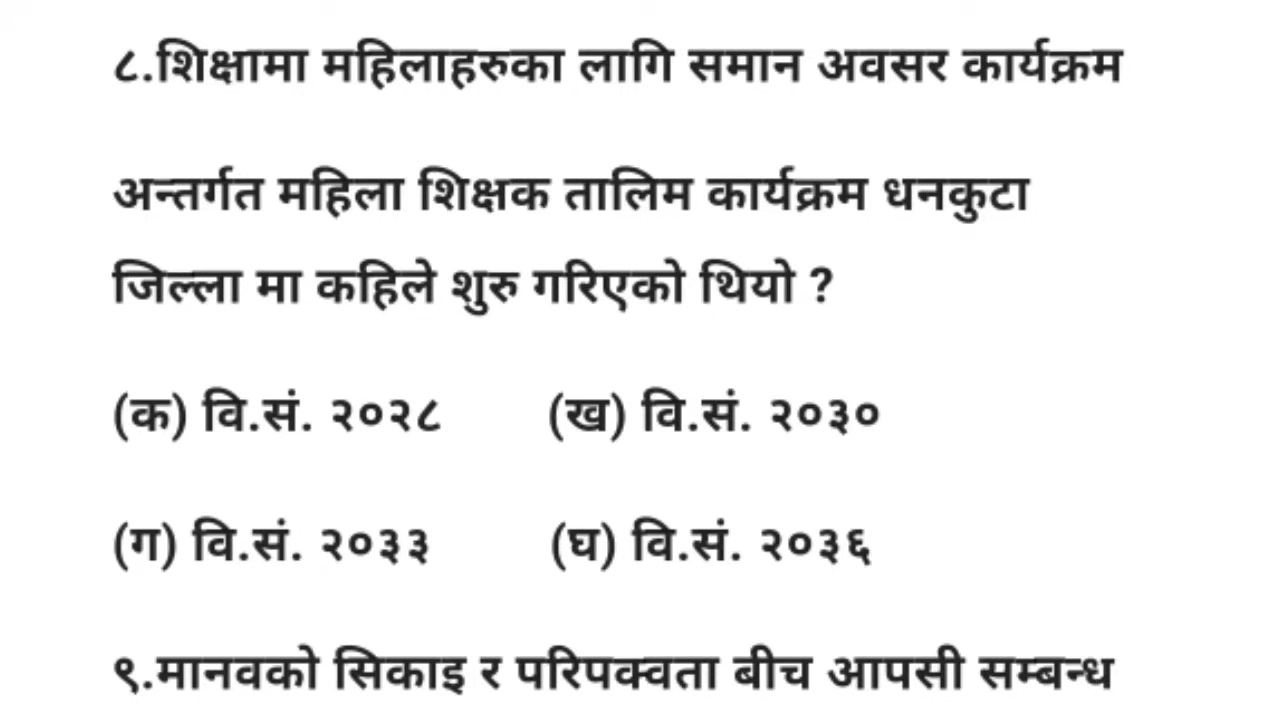 ८.शिक्षामा महिलाहरुका लागि समान अवसर कार्यक्रम
अन्तर्गत महिला शिक्षक तालिम कार्यक्रम धनकुटा
जिल्ला मा कहिले शुरु गरिएको थियो ?
(क) वि.सं. २०२८ (ख) वि.सं. २०३०
(ग) वि.सं. २०३३ (घ) वि.सं. २०३६
९.मानवको सिकाइ र परिपक्वता बीच आपसी सम्बन्ध